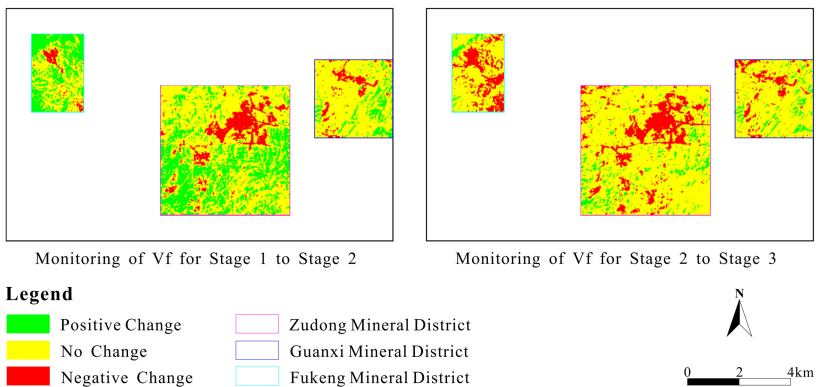 Monitoring of Vf for Stage 1 to Stage 2
Monitoring of Vf for Stage 2 to Stage 3
Legend
Positive Change
No Change
Negative Change
Zudong Mineral District
Guanxi Mineral District
Fukeng Mineral District
N
0 2 4km